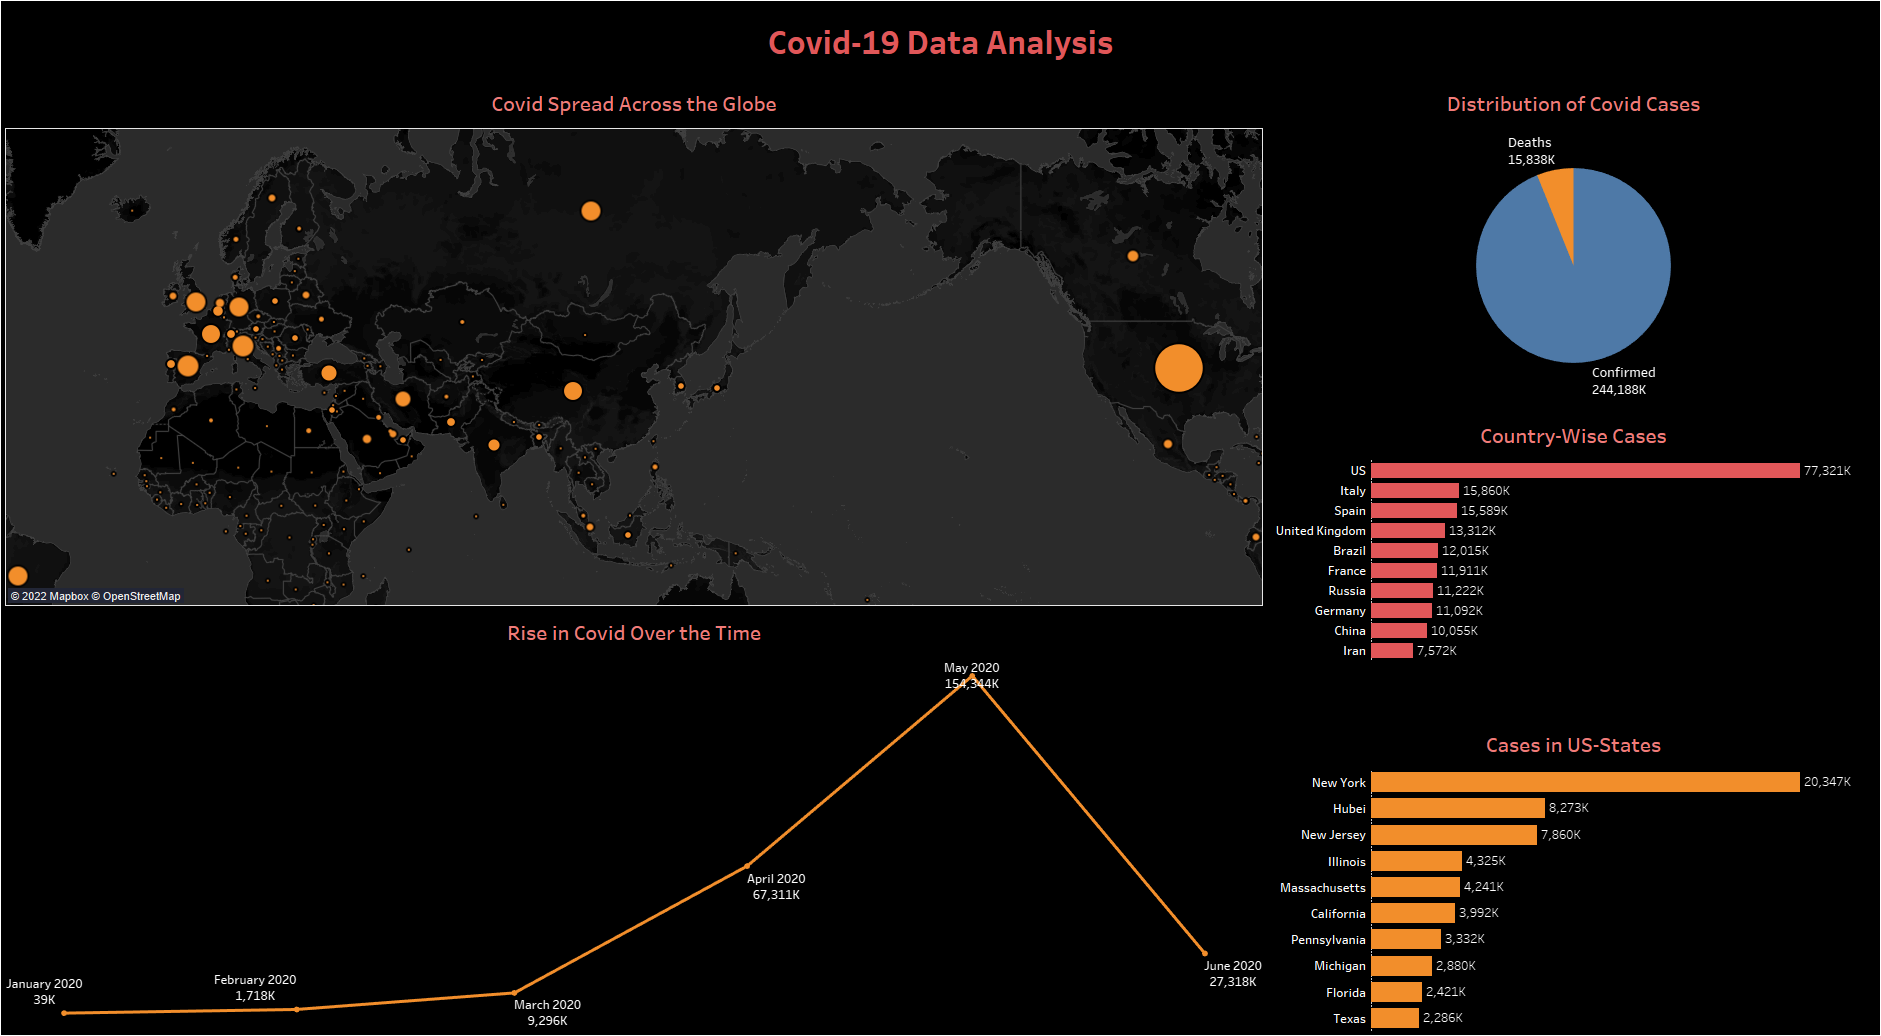 Covid-19 Data Analysis
Covid Spread Across the Globe
© 2022 Mapbox © OpenStreetMap
Distribution of Covid Cases
Deaths
15,838K
Confirmed
244,188K
Country-Wise Cases
US 77,321K
Italy 15,860K
Spain 15,589K
United Kingdom 13,312K
Brazil 12,015K
France 11,911K
Russia 11,222K
Germany 11,092K
China 10,055K
Iran 7,572K
Rise in Covid Over the Time
January 2020
39K
February 2020
1,718K
March 2020
9,296K
April 2020
67,311K
May 2020
154,344K
June 2020
27,318K
Cases in US-States
New York 20,347K
Hubei 8,273K
New Jersey 7,860K
Illinois 4,325K
Massachusetts 4,241K
California 3,992K
Pennsylvania 3,332K
Michigan 2,880K
Florida 2,421K
Texas 2,286K